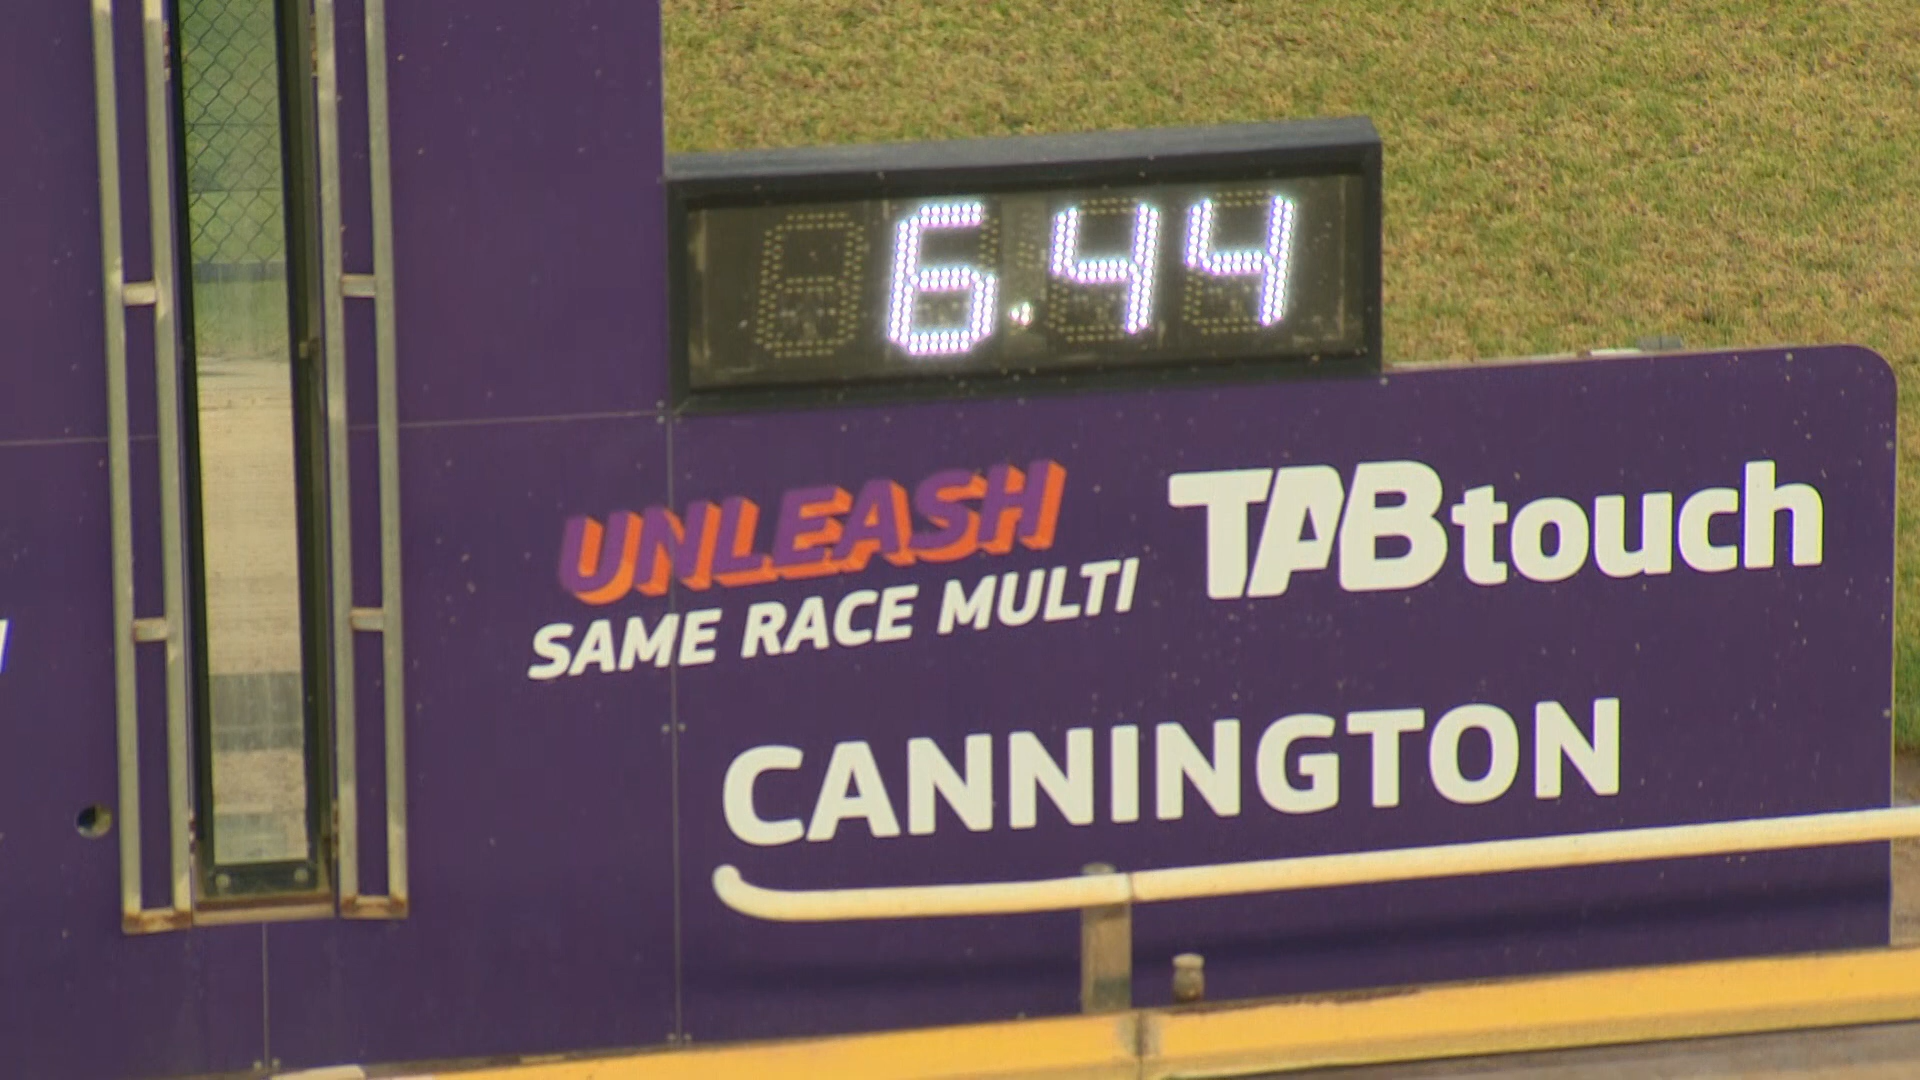 6.44
UNLEASH
SAME RACE MULTI
TABtouch
CANNINGTON